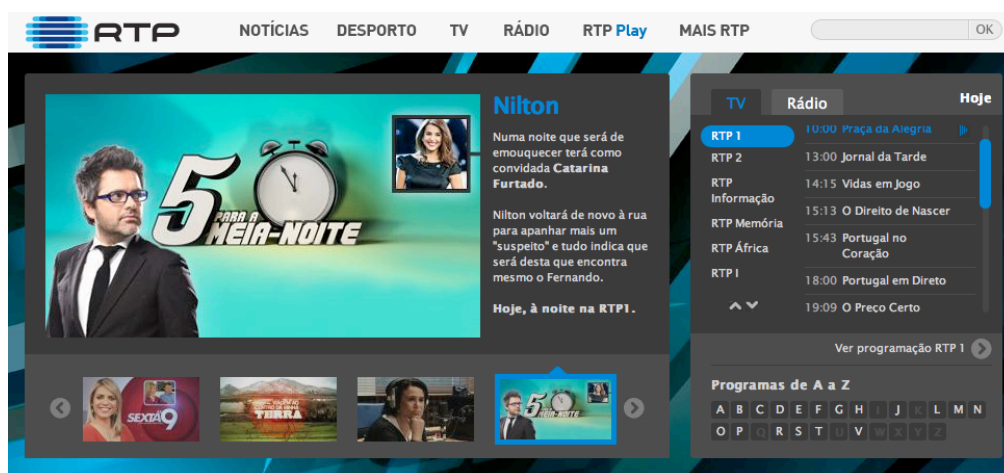 RTP
NOTÍCIAS DESPORTO TV RÁDIO RTP Play MAIS RTP OK
5
PARA A
MEIA-NOITE
Nilton
Numa noite que será de
emouquecer terá como
convidada Catarina
Furtado.
Nilton voltará de novo à rua
para apanhar mais um
"suspeito" e tudo indica que
será desta que encontra
mesmo o Fernando.
Hoje, à noite na RTP1.
SEXTA 9
TERRA
5 MEIA-NOITE
TV Rádio Hoje
RTP 1
RTP 2
RTP
Informação
RTP Memória
RTP África
RTP I
10:00 Praça da Alegria
13:00 Jornal da Tarde
14:15 Vidas em Jogo
15:13 O Direito de Nascer
15:43 Portugal no
Coração
18:00 Portugal em Direto
19:09 O Preço Certo
Ver programação RTP 1
Programas de A a Z
A B C D E F G H I J K L M N
O P Q R S T U V W X Y Z